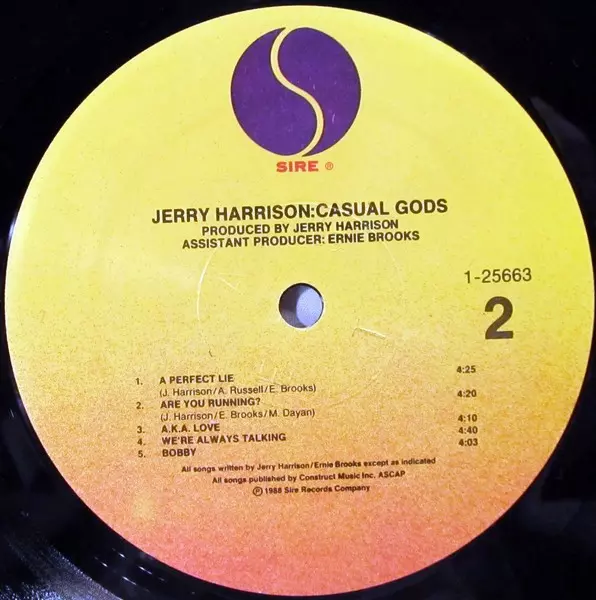 SIRE ®
JERRY HARRISON:CASUAL GODS
PRODUCED BY JERRY HARRISON
ASSISTANT PRODUCER: ERNIE BROOKS
1-25663
2
1. A PERFECT LIE 4:25
(J. Harrison/A. Russell/E. Brooks)
2. ARE YOU RUNNING? 4:20
(J. Harrison/E. Brooks/M. Dayan)
3. A.K.A. LOVE 4:10
4. WE'RE ALWAYS TALKING 4:40
5. BOBBY 4:03
All songs written by Jerry Harrison/Ernie Brooks except as indicated
All songs published by Construct Music Inc. ASCAP
℗ 1988 Sire Records Company